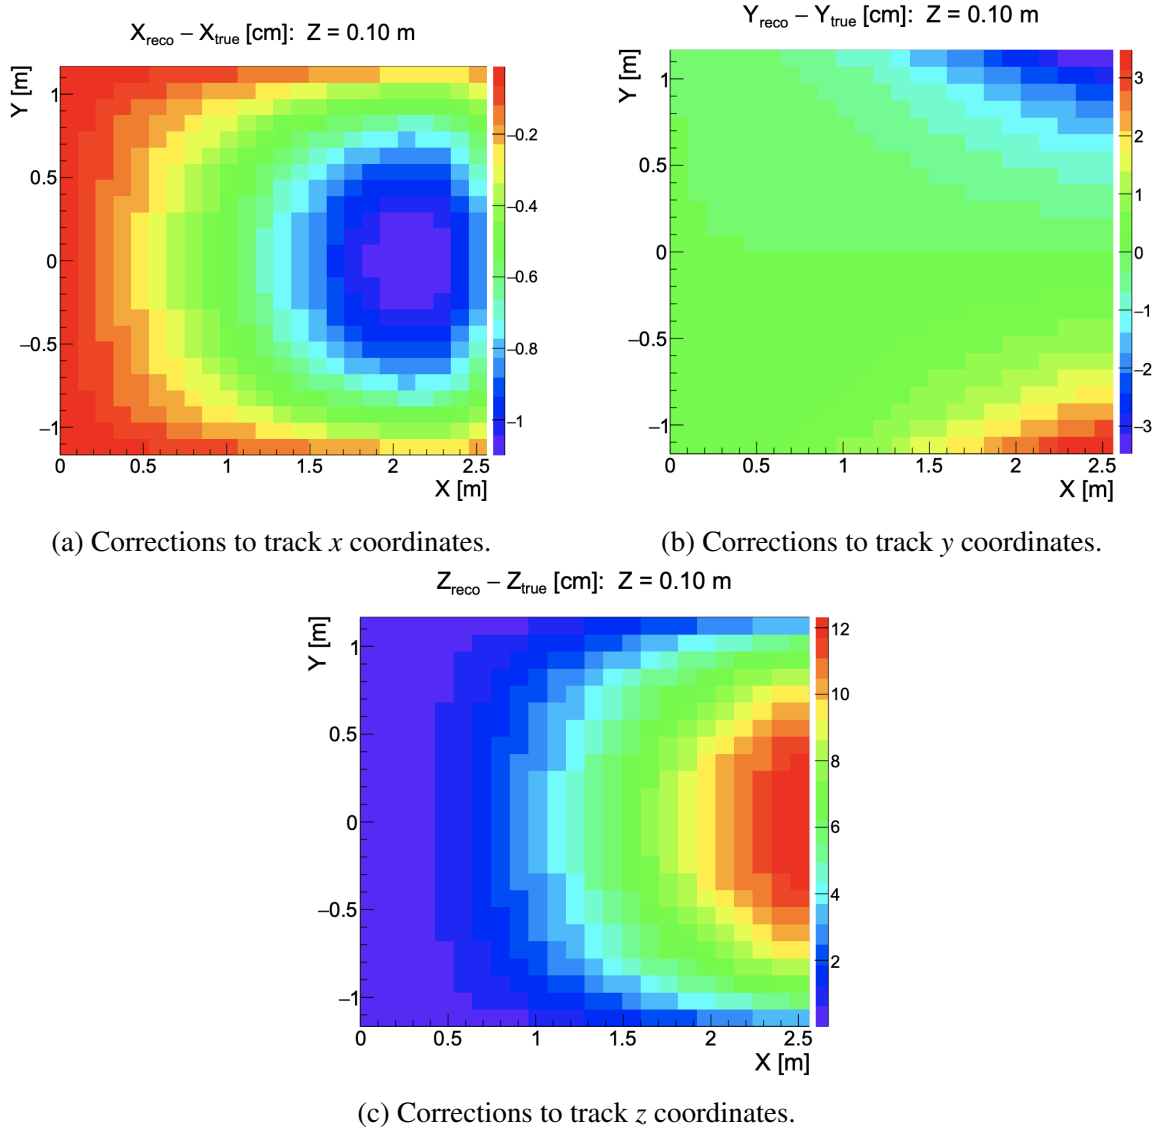 X_reco – X_true [cm]: Z = 0.10 m
Y [m]
1
0.5
0
–0.5
–1
0 0.5 1 1.5 2 2.5
X [m]
–0.2
–0.4
–0.6
–0.8
–1
(a) Corrections to track x coordinates.
Y_reco – Y_true [cm]: Z = 0.10 m
Y [m]
1
0.5
0
–0.5
–1
0 0.5 1 1.5 2 2.5
X [m]
3
2
1
0
–1
–2
–3
(b) Corrections to track y coordinates.
Z_reco – Z_true [cm]: Z = 0.10 m
Y [m]
1
0.5
0
–0.5
–1
0 0.5 1 1.5 2 2.5
X [m]
12
10
8
6
4
2
(c) Corrections to track z coordinates.